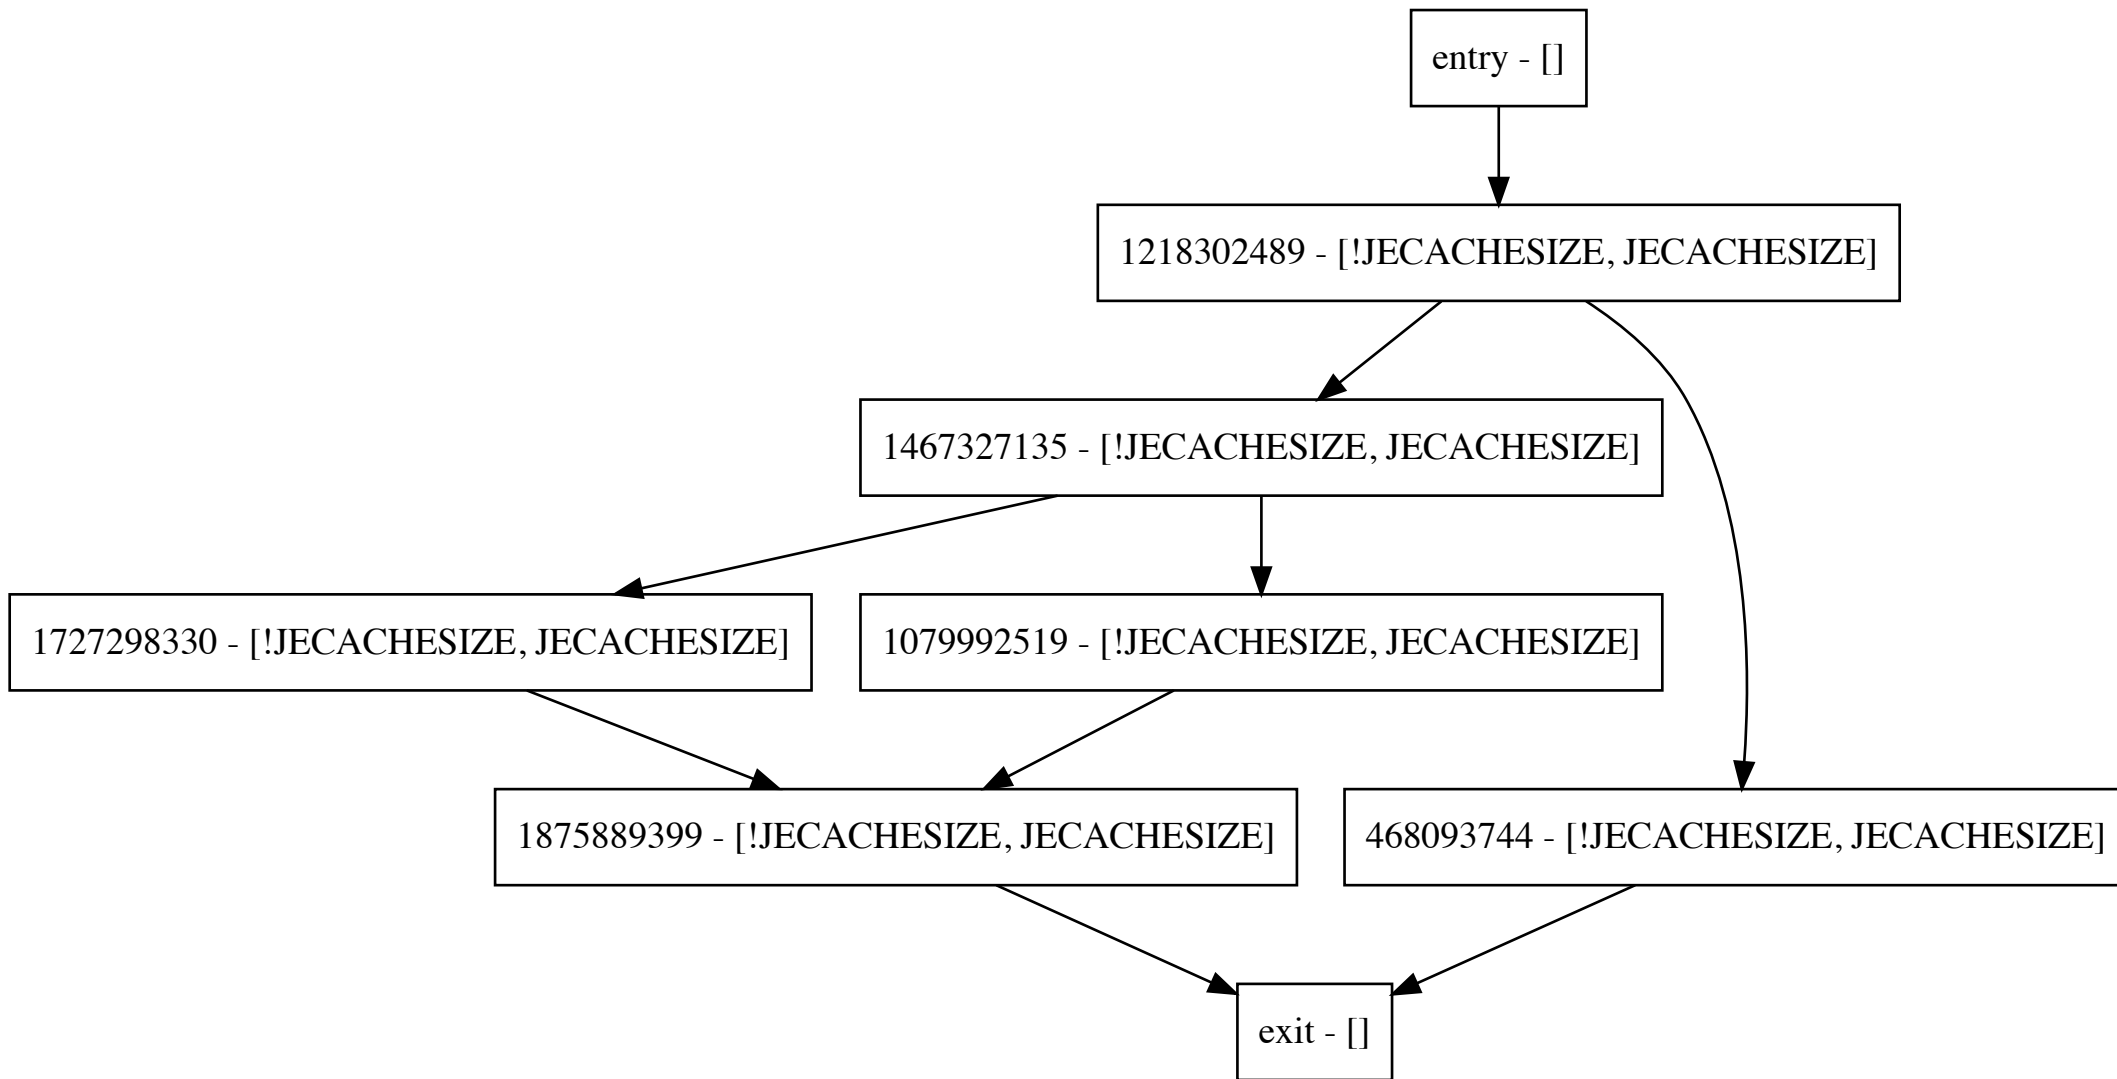 entry - []
1218302489 - [!JECACHESIZE, JECACHESIZE]
1467327135 - [!JECACHESIZE, JECACHESIZE]
1727298330 - [!JECACHESIZE, JECACHESIZE]
1079992519 - [!JECACHESIZE, JECACHESIZE]
1875889399 - [!JECACHESIZE, JECACHESIZE]
468093744 - [!JECACHESIZE, JECACHESIZE]
exit - []